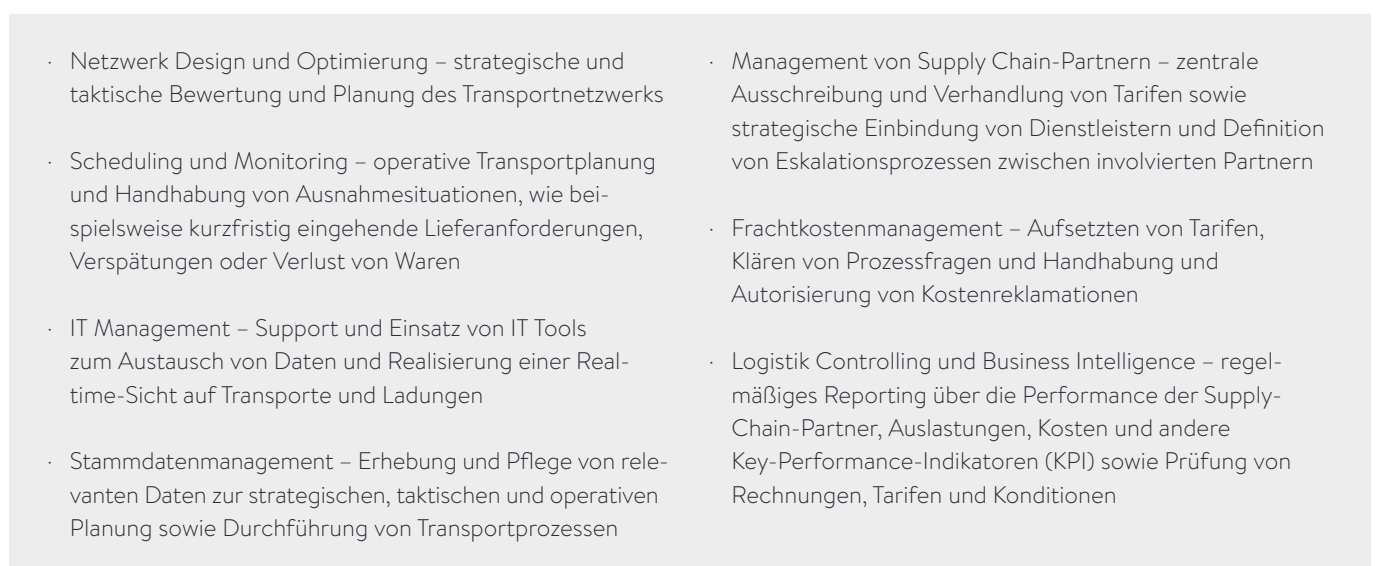 · Netzwerk Design und Optimierung – strategische und
taktische Bewertung und Planung des Transportnetzwerks
· Scheduling und Monitoring – operative Transportplanung
und Handhabung von Ausnahmesituationen, wie bei-
spielsweise kurzfristig eingehende Lieferanforderungen,
Verspätungen oder Verlust von Waren
· IT Management – Support und Einsatz von IT Tools
zum Austausch von Daten und Realisierung einer Real-
time-Sicht auf Transporte und Ladungen
· Stammdatenmanagement – Erhebung und Pflege von rele-
vanten Daten zur strategischen, taktischen und operativen
Planung sowie Durchführung von Transportprozessen
· Management von Supply Chain-Partnern – zentrale
Ausschreibung und Verhandlung von Tarifen sowie
strategische Einbindung von Dienstleistern und Definition
von Eskalationsprozessen zwischen involvierten Partnern
· Frachtkostenmanagement – Aufsetzten von Tarifen,
Klären von Prozessfragen und Handhabung und
Autorisierung von Kostenreklamationen
· Logistik Controlling und Business Intelligence – regel-
mäßiges Reporting über die Performance der Supply-
Chain-Partner, Auslastungen, Kosten und andere
Key-Performance-Indikatoren (KPI) sowie Prüfung von
Rechnungen, Tarifen und Konditionen